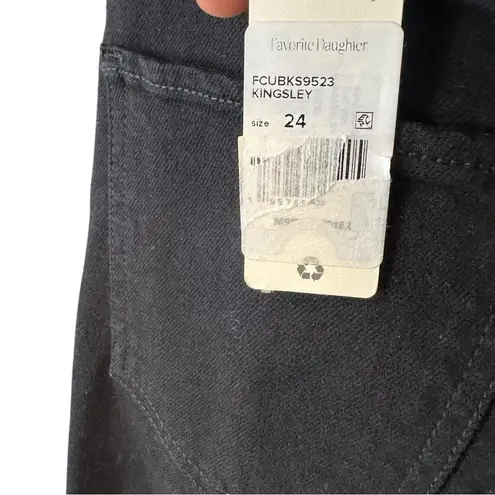 Favorite Daughter
FCUBKS9523
KINGSLEY
size 24